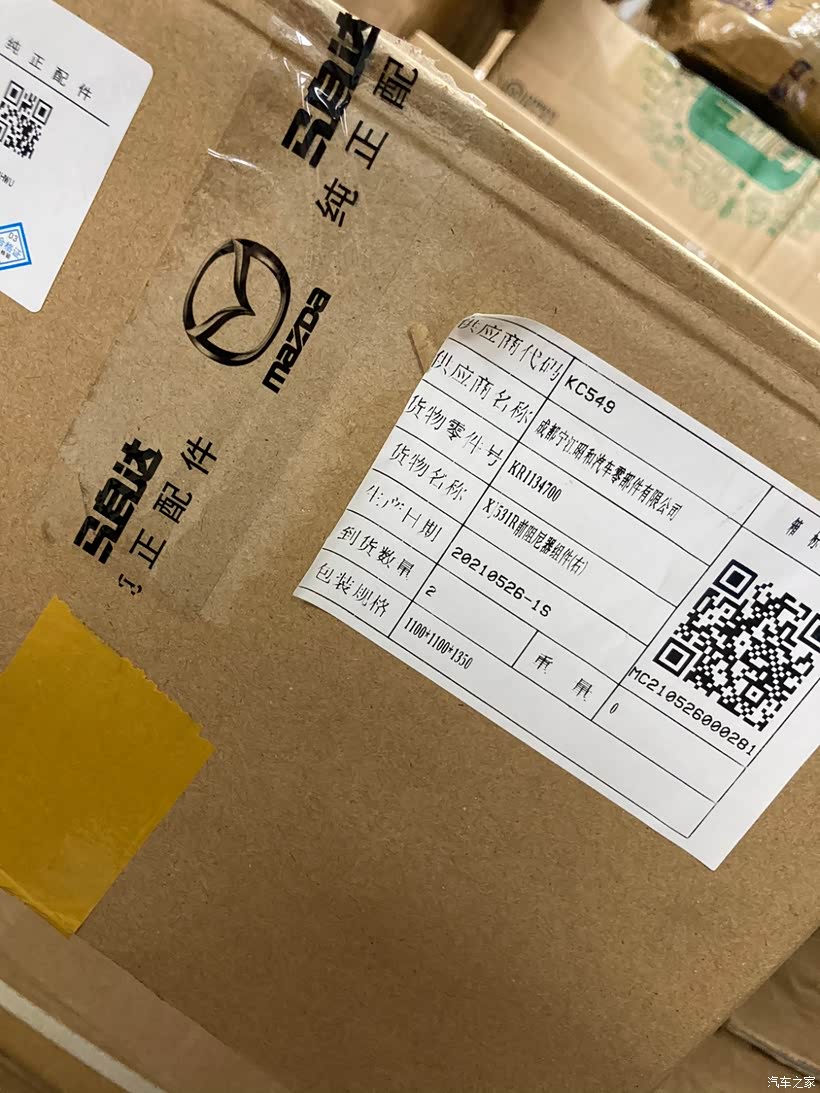 纯正配件
马自达
纯正配
mazda
马自达
正配件
供应商代码 KC549
供应商名称 成都宁江昭和汽车零部件有限公司
货物零件号 KR1134700
货物名称 X'531R前阻尼器组件(右)
生产日期 20210526-1S
到货数量 2 重量 0
包装规格 1100*1100*1350
箱标
MC210526000281
汽车之家